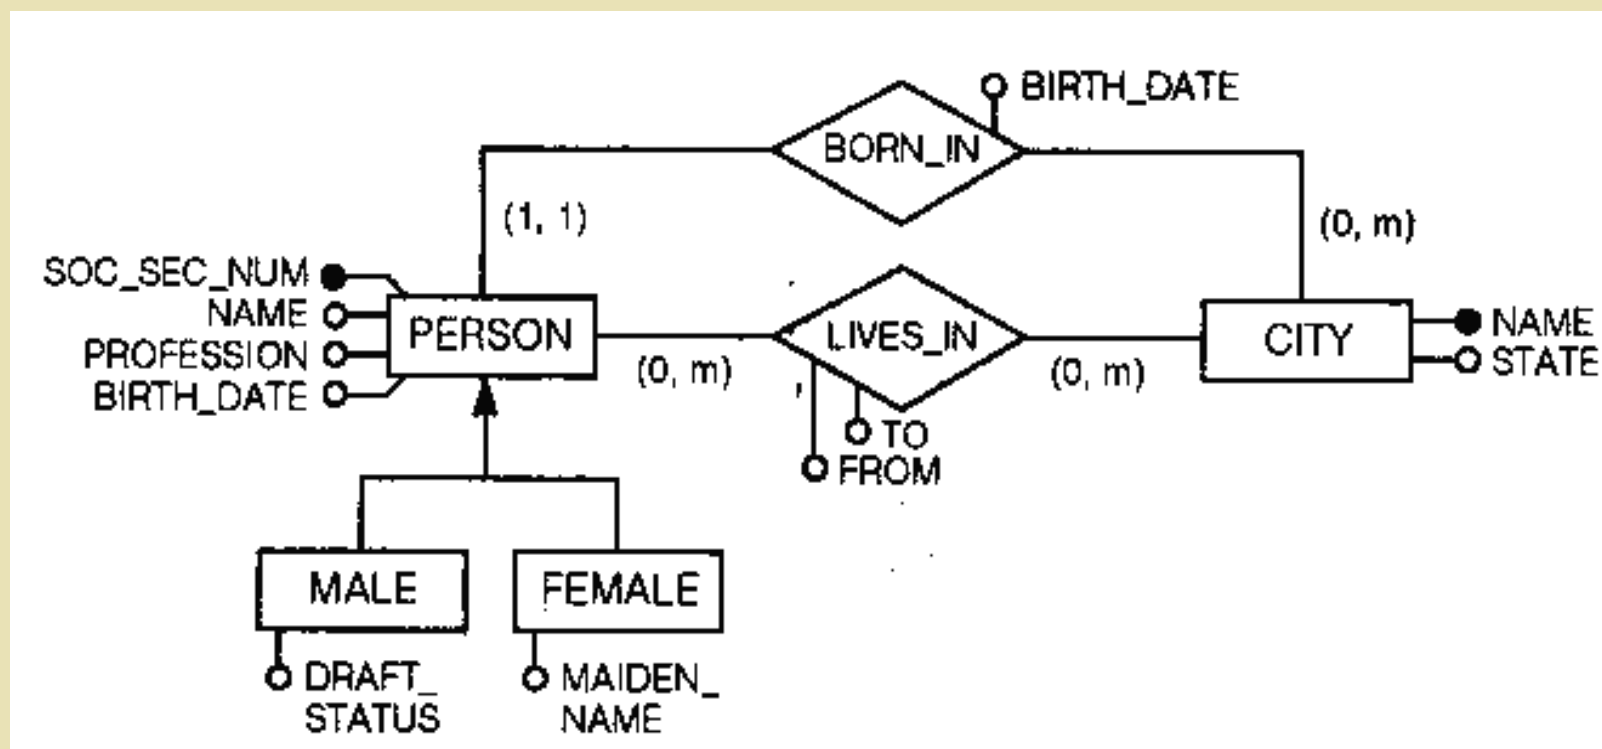 BIRTH_DATE
BORN_IN
(1, 1)
(0, m)
SOC_SEC_NUM
NAME
PROFESSION
BIRTH_DATE
PERSON
(0, m)
LIVES_IN
(0, m)
CITY
NAME
STATE
TO
FROM
MALE
FEMALE
DRAFT_
STATUS
MAIDEN_
NAME